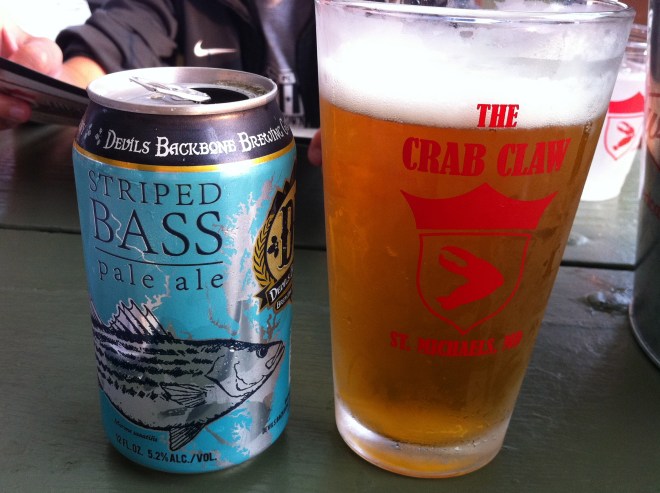 DEVILS BACKBONE BREWING
STRIPED
BASS
pale ale
12 FL. OZ. 5.2% ALC./VOL.
THE
CRAB CLAW
ST. MICHAELS, MD